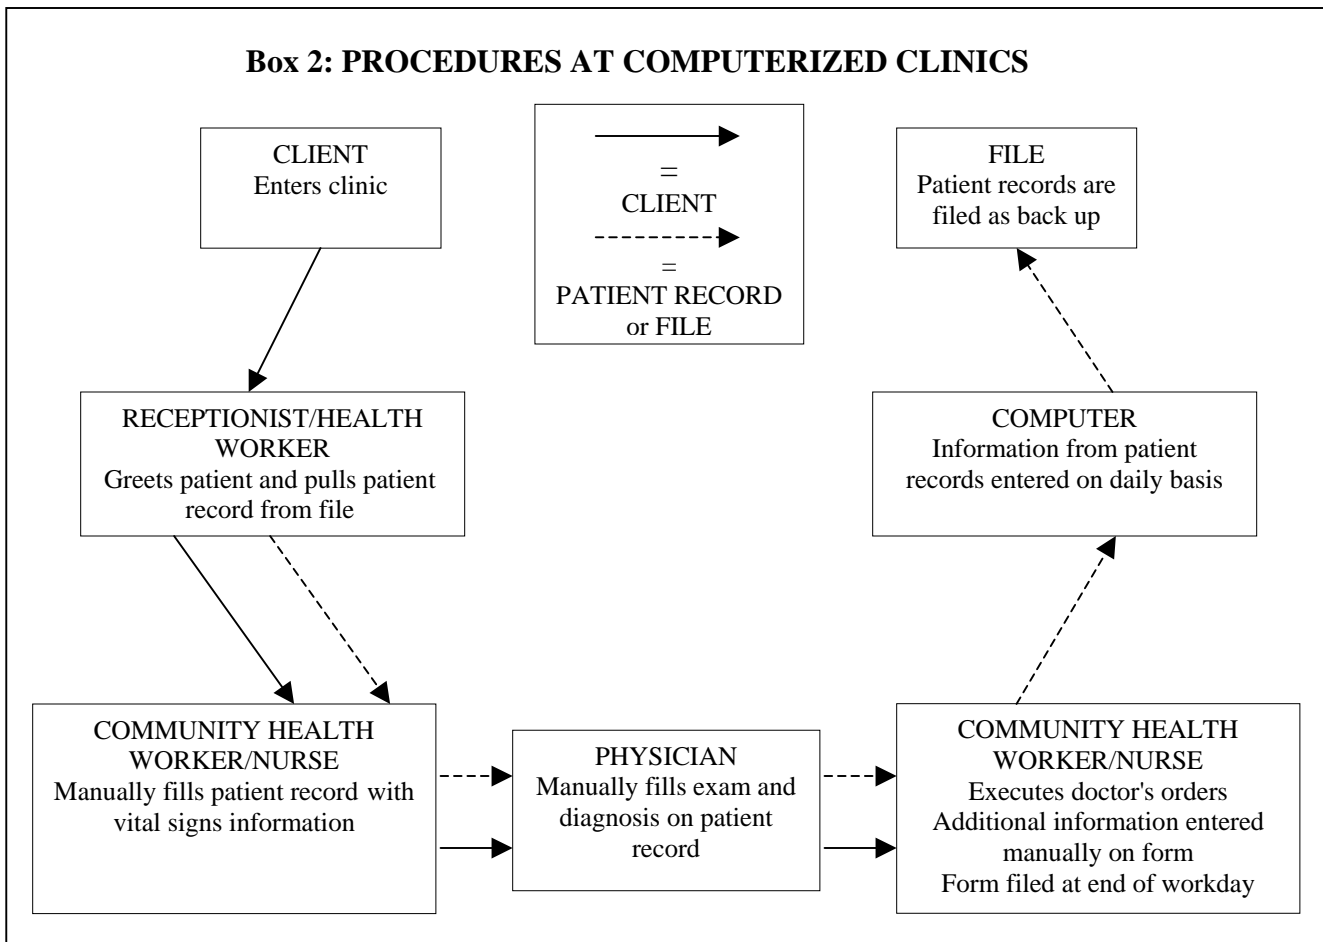 Box 2: PROCEDURES AT COMPUTERIZED CLINICS
CLIENT
Enters clinic
=
CLIENT
=
PATIENT RECORD
or FILE
FILE
Patient records are
filed as back up
RECEPTIONIST/HEALTH
WORKER
Greets patient and pulls patient
record from file
COMPUTER
Information from patient
records entered on daily basis
COMMUNITY HEALTH
WORKER/NURSE
Manually fills patient record with
vital signs information
PHYSICIAN
Manually fills exam and
diagnosis on patient
record
COMMUNITY HEALTH
WORKER/NURSE
Executes doctor's orders
Additional information entered
manually on form
Form filed at end of workday